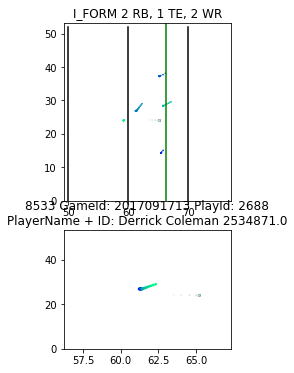 I_FORM 2 RB, 1 TE, 2 WR
50
40
30
20
10
0
50 60 70
8533 GameId: 2017091713 PlayId: 2688
PlayerName + ID: Derrick Coleman 2534871.0
40
20
0
57.5 60.0 62.5 65.0